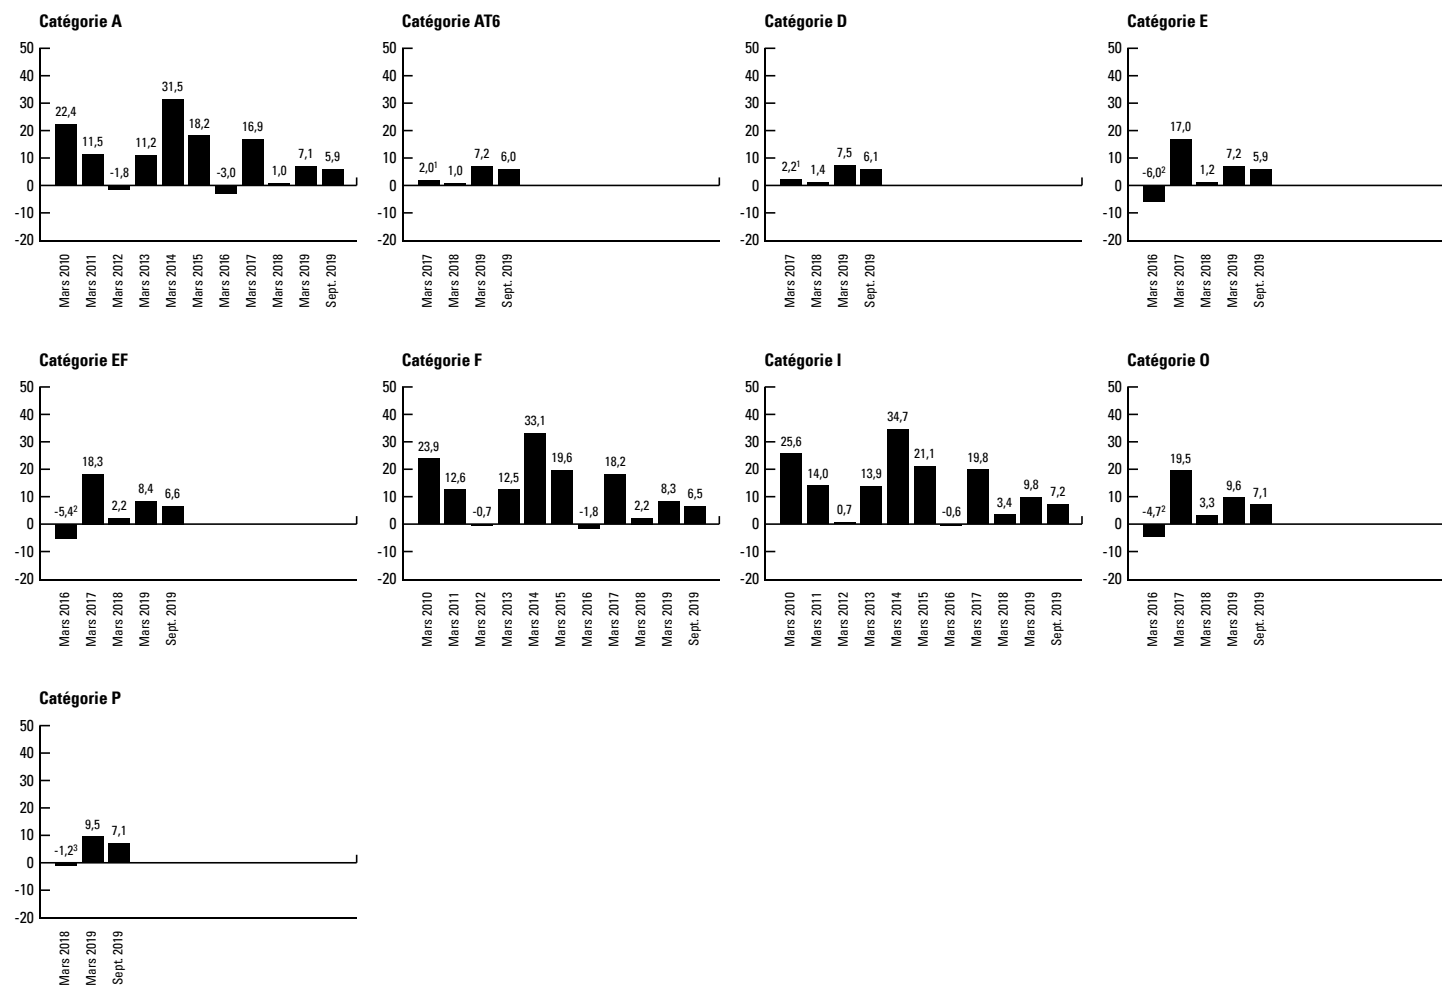 Catégorie A
50
40
30
20
10
0
-10
-20
22,4
11,5
-1,8
11,2
31,5
18,2
-3,0
16,9
1,0
7,1
5,9
Mars 2010
Mars 2011
Mars 2012
Mars 2013
Mars 2014
Mars 2015
Mars 2016
Mars 2017
Mars 2018
Mars 2019
Sept. 2019
Catégorie AT6
50
40
30
20
10
0
-10
-20
2,0¹
1,0
7,2
6,0
Mars 2017
Mars 2018
Mars 2019
Sept. 2019
Catégorie D
50
40
30
20
10
0
-10
-20
2,2¹
1,4
7,5
6,1
Mars 2017
Mars 2018
Mars 2019
Sept. 2019
Catégorie E
50
40
30
20
10
0
-10
-20
-6,0²
17,0
1,2
7,2
5,9
Mars 2016
Mars 2017
Mars 2018
Mars 2019
Sept. 2019
Catégorie EF
50
40
30
20
10
0
-10
-20
-5,4²
18,3
2,2
8,4
6,6
Mars 2016
Mars 2017
Mars 2018
Mars 2019
Sept. 2019
Catégorie F
50
40
30
20
10
0
-10
-20
23,9
12,6
-0,7
12,5
33,1
19,6
-1,8
18,2
2,2
8,3
6,5
Mars 2010
Mars 2011
Mars 2012
Mars 2013
Mars 2014
Mars 2015
Mars 2016
Mars 2017
Mars 2018
Mars 2019
Sept. 2019
Catégorie I
50
40
30
20
10
0
-10
-20
25,6
14,0
0,7
13,9
34,7
21,1
-0,6
19,8
3,4
9,8
7,2
Mars 2010
Mars 2011
Mars 2012
Mars 2013
Mars 2014
Mars 2015
Mars 2016
Mars 2017
Mars 2018
Mars 2019
Sept. 2019
Catégorie O
50
40
30
20
10
0
-10
-20
-4,7²
19,5
3,3
9,6
7,1
Mars 2016
Mars 2017
Mars 2018
Mars 2019
Sept. 2019
Catégorie P
50
40
30
20
10
0
-10
-20
-1,2³
9,5
7,1
Mars 2018
Mars 2019
Sept. 2019